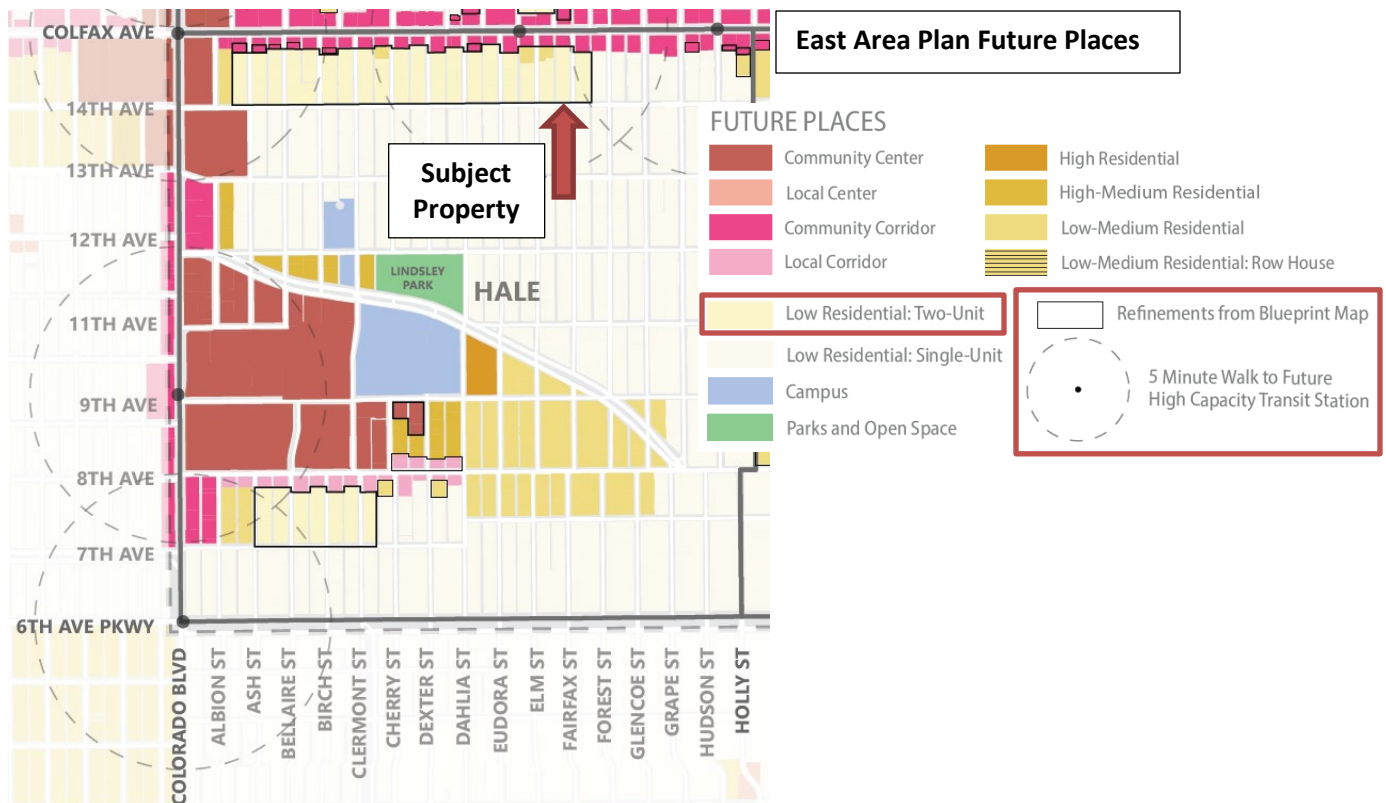 East Area Plan Future Places
COLFAX AVE
14TH AVE
13TH AVE
12TH AVE
11TH AVE
9TH AVE
8TH AVE
7TH AVE
6TH AVE PKWY
Subject
Property
LINDSLEY
PARK
HALE
COLORADO BLVD
ALBION ST
ASH ST
BELLAIRE ST
BIRCH ST
CLERMONT ST
CHERRY ST
DEXTER ST
DAHLIA ST
EUDORA ST
ELM ST
FAIRFAX ST
FOREST ST
GLENCOE ST
GRAPE ST
HUDSON ST
HOLLY ST
FUTURE PLACES
Community Center
Local Center
Community Corridor
Local Corridor
Low Residential: Two-Unit
Low Residential: Single-Unit
Campus
Parks and Open Space
High Residential
High-Medium Residential
Low-Medium Residential
Low-Medium Residential: Row House
Refinements from Blueprint Map
5 Minute Walk to Future
High Capacity Transit Station